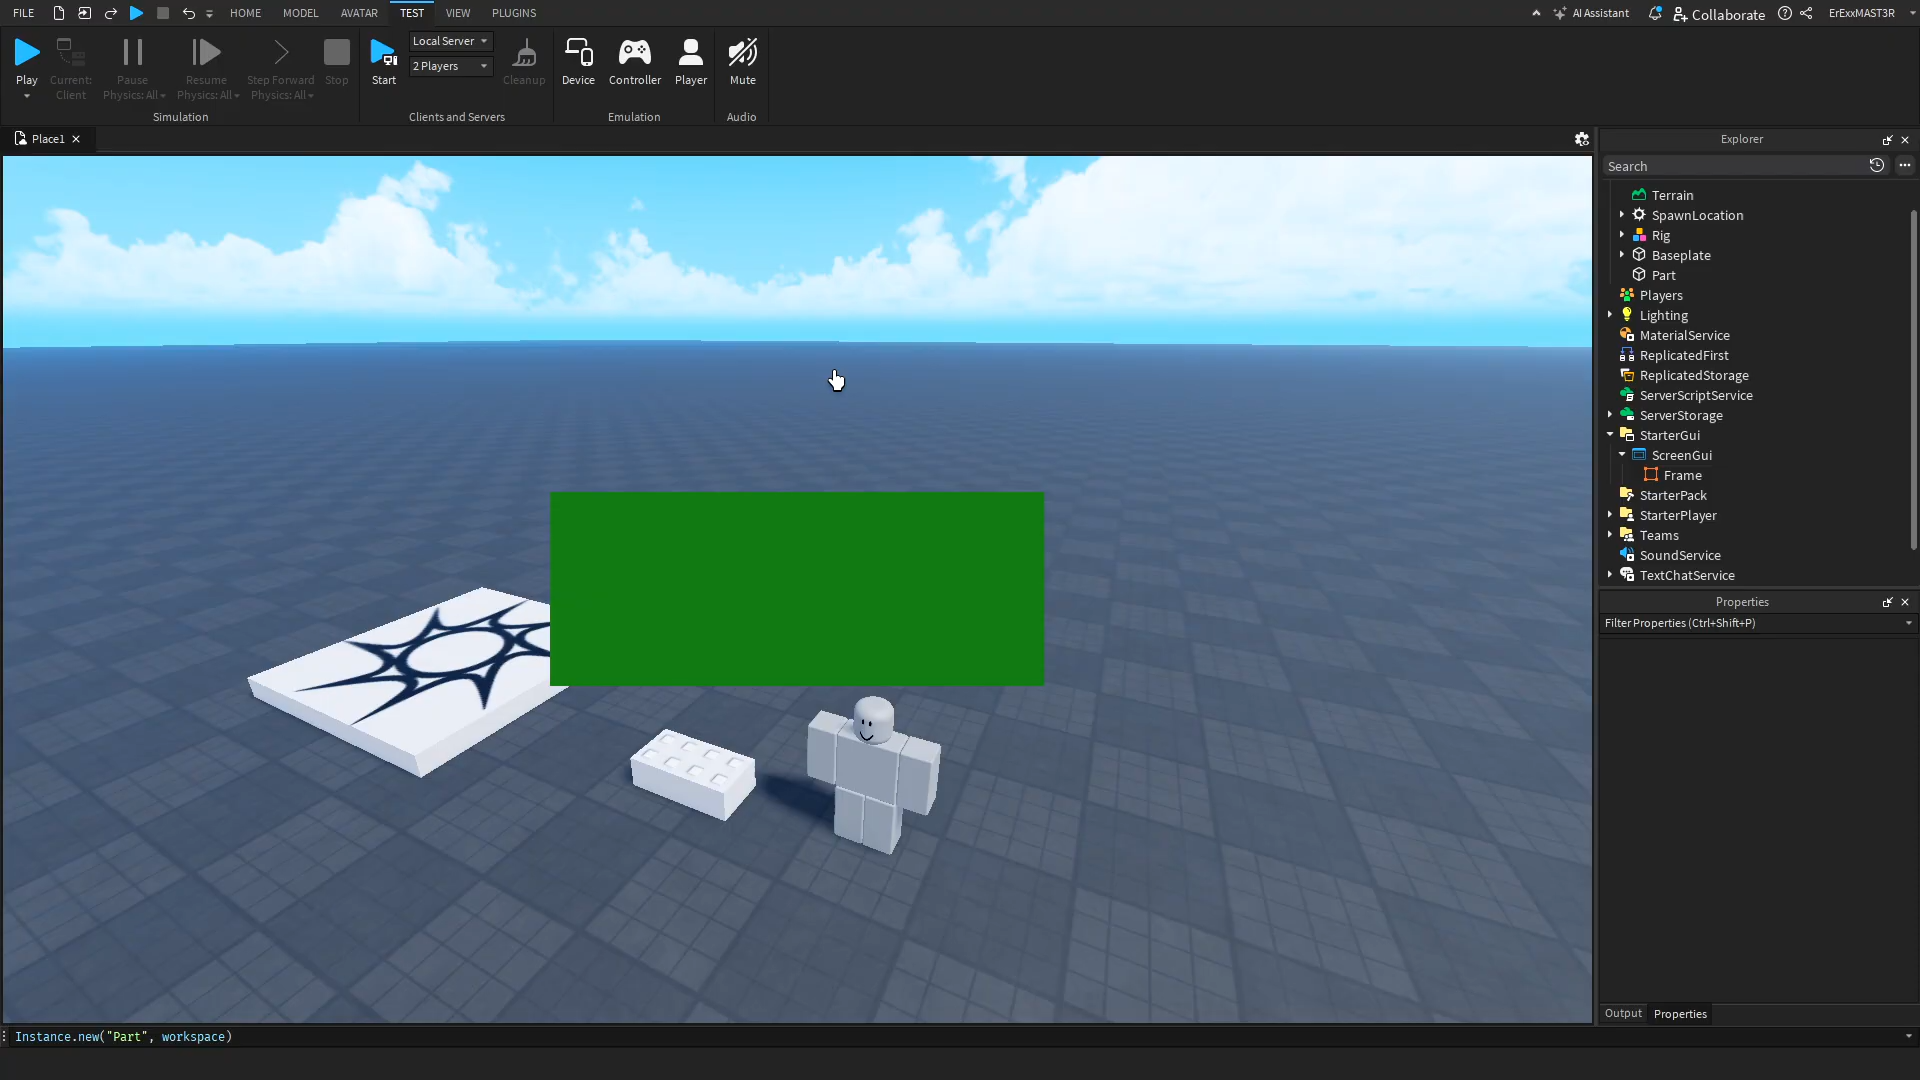 FILE HOME MODEL AVATAR TEST VIEW PLUGINS AI Assistant Collaborate ErExxMAST3R
Play Current: Client Pause Physics: All Resume Physics: All Step Forward Physics: All Stop
Simulation
Start Local Server 2 Players Cleanup
Clients and Servers
Device Controller Player
Emulation
Mute
Audio
Place1
Explorer
Search
Terrain
SpawnLocation
Rig
Baseplate
Part
Players
Lighting
MaterialService
ReplicatedFirst
ReplicatedStorage
ServerScriptService
ServerStorage
StarterGui
ScreenGui
Frame
StarterPack
StarterPlayer
Teams
SoundService
TextChatService
Properties
Filter Properties (Ctrl+Shift+P)
Output Properties
Instance.new("Part", workspace)